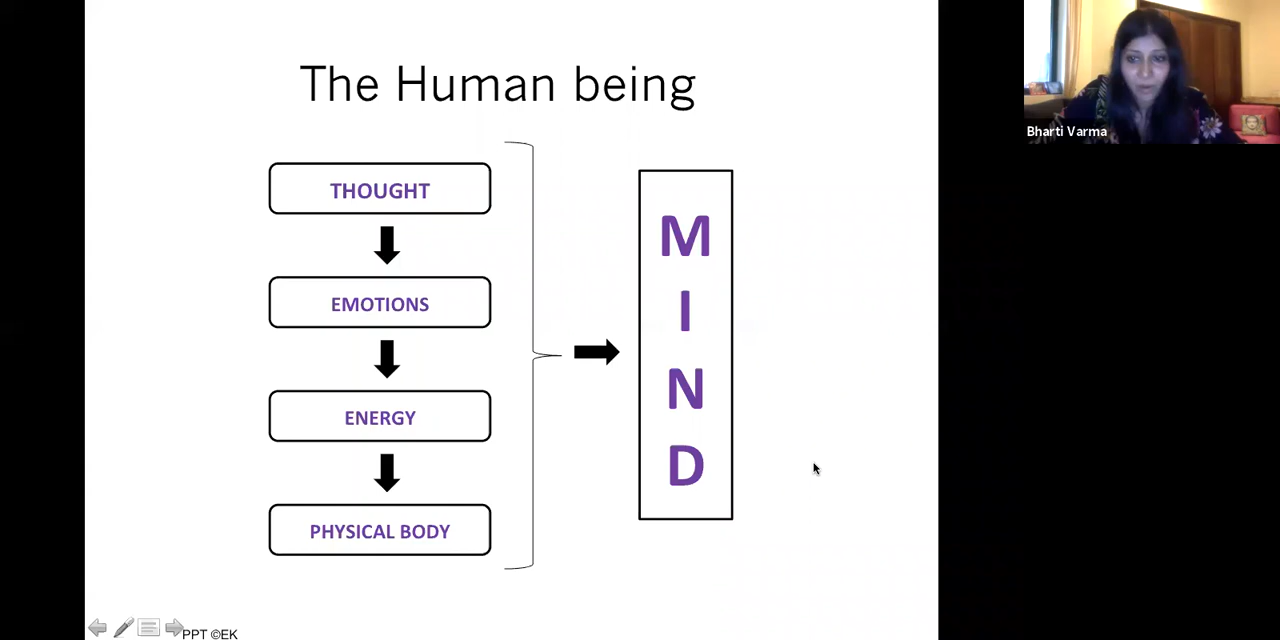 The Human being
THOUGHT
EMOTIONS
ENERGY
PHYSICAL BODY
M
I
N
D
Bharti Varma
PPT ©EK